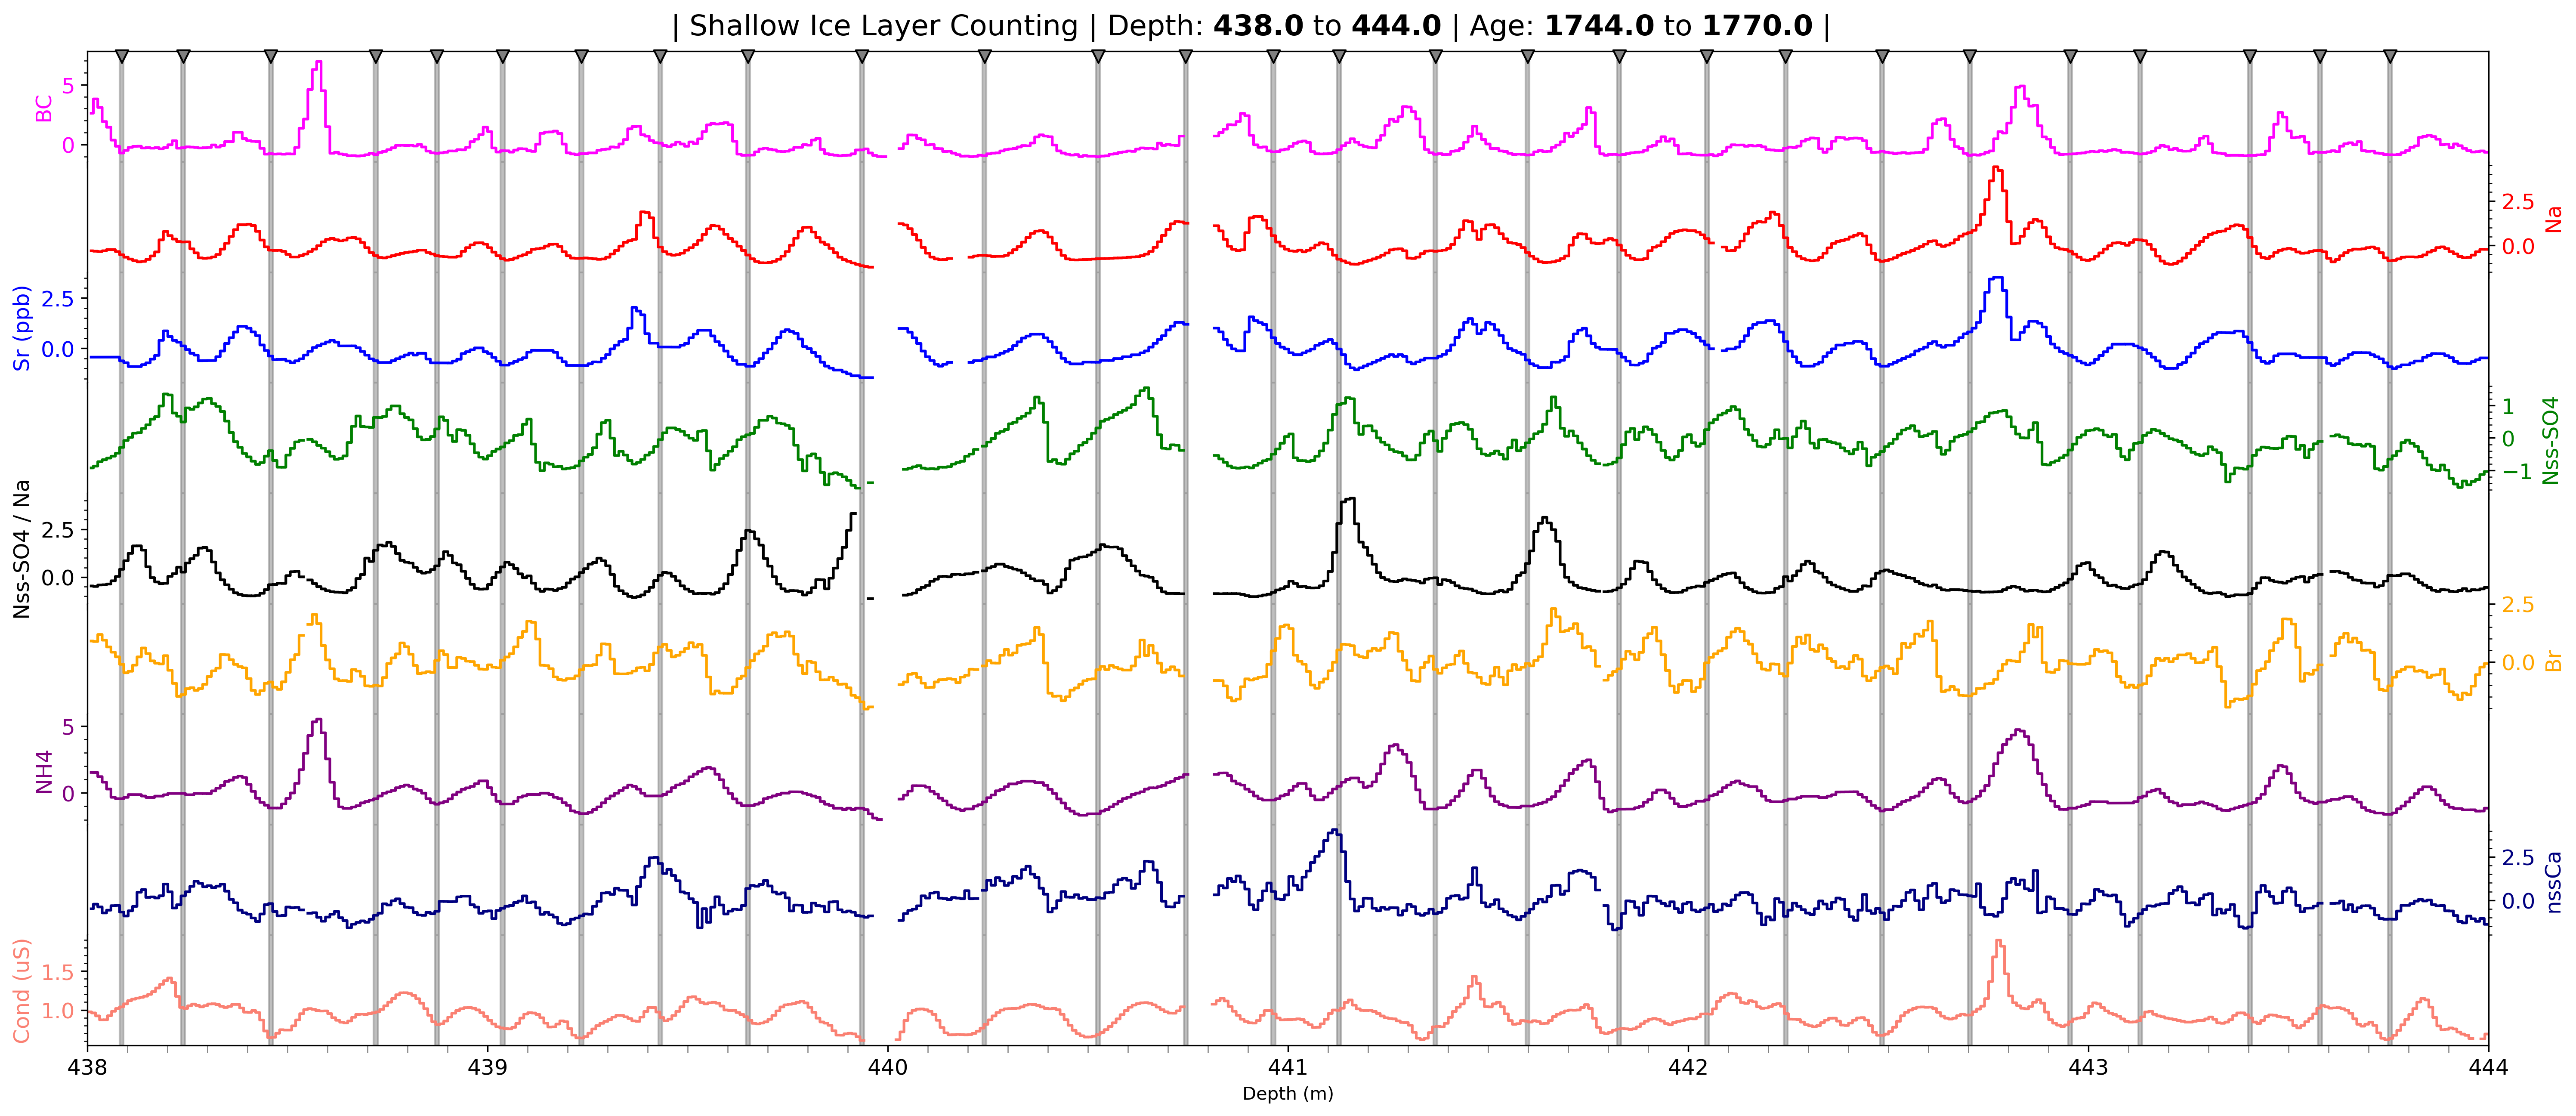 | Shallow Ice Layer Counting | Depth: 438.0 to 444.0 | Age: 1744.0 to 1770.0 |
BC
5
0
2.5
0.0
Na
Sr (ppb)
2.5
0.0
1
0
−1
Nss-SO4
Nss-SO4 / Na
2.5
0.0
2.5
0.0
Br
NH4
5
0
2.5
0.0
nssCa
Cond (uS)
1.5
1.0
438 439 440 441 442 443 444
Depth (m)